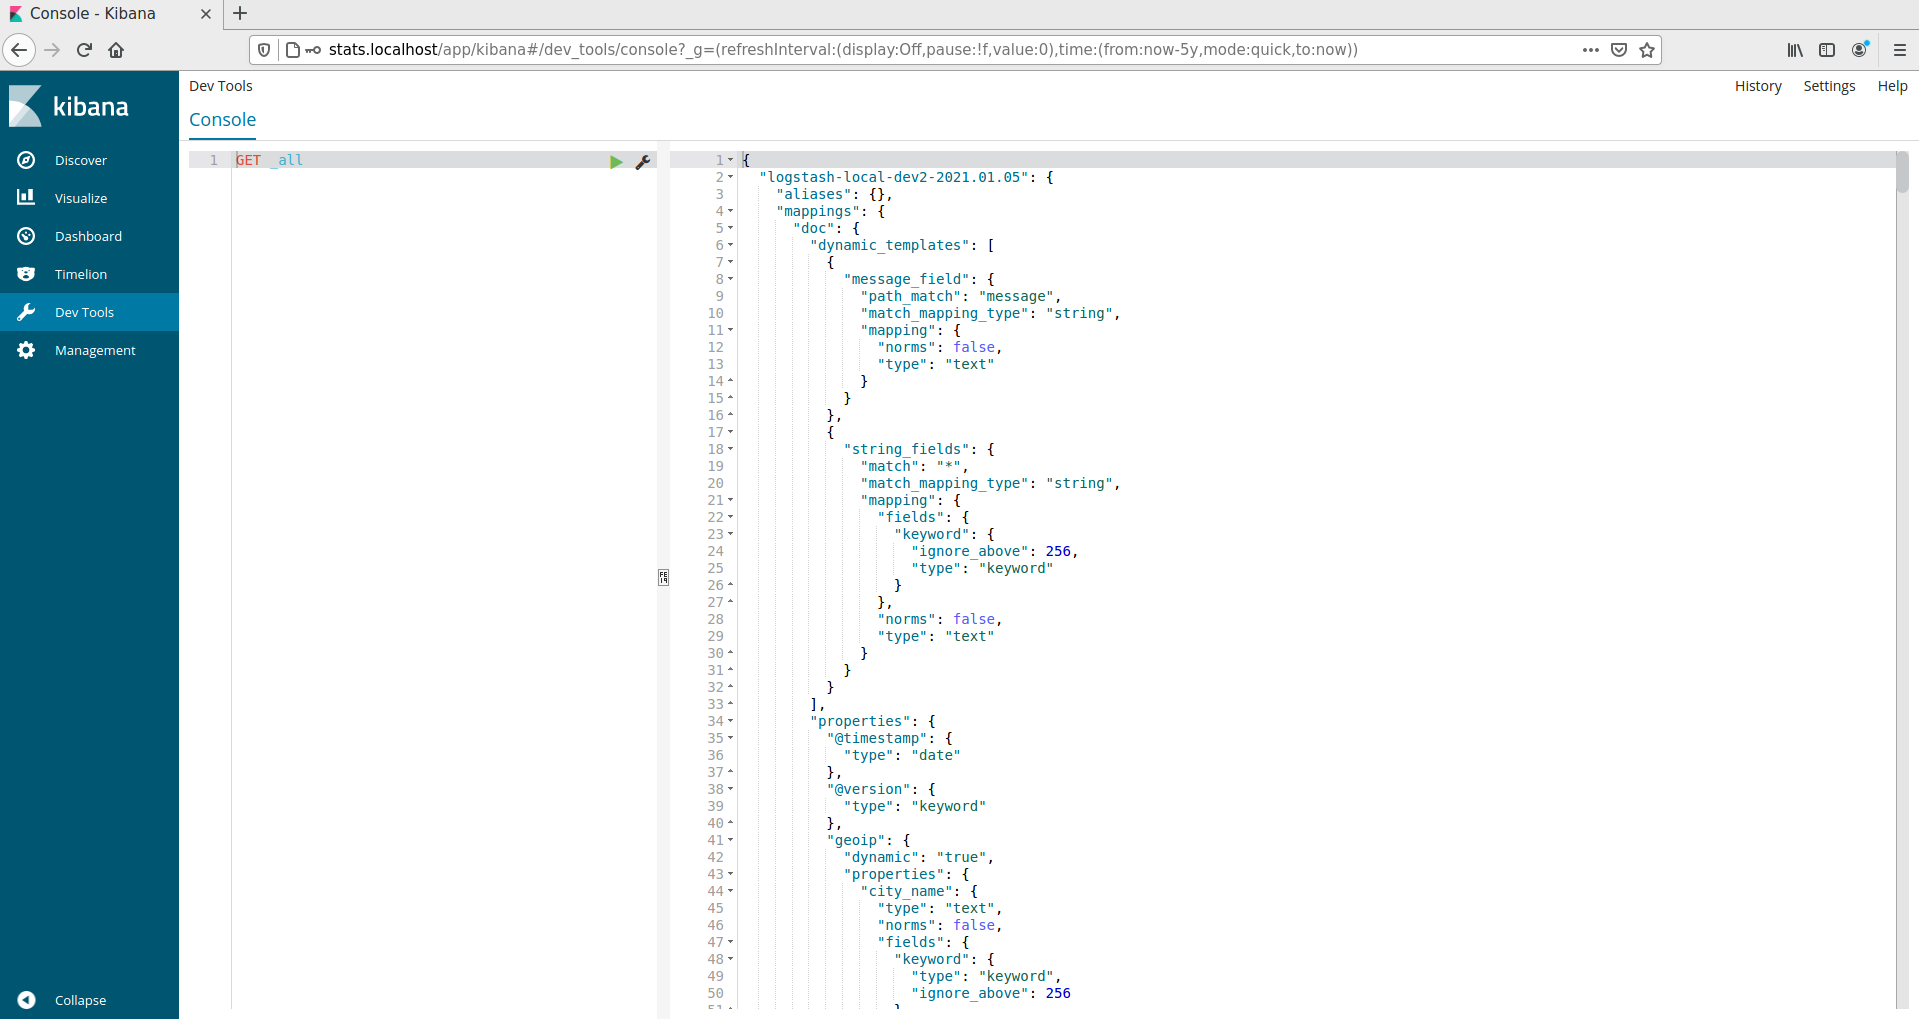 Console - Kibana
stats.localhost/app/kibana#/dev_tools/console?_g=(refreshInterval:(display:Off,pause:!f,value:0),time:(from:now-5y,mode:quick,to:now))
kibana
Discover
Visualize
Dashboard
Timelion
Dev Tools
Management
Collapse
Dev Tools
History Settings Help
Console
1 GET _all
1 {
2 "logstash-local-dev2-2021.01.05": {
3 "aliases": {},
4 "mappings": {
5 "doc": {
6 "dynamic_templates": [
7 {
8 "message_field": {
9 "path_match": "message",
10 "match_mapping_type": "string",
11 "mapping": {
12 "norms": false,
13 "type": "text"
14 }
15 }
16 },
17 {
18 "string_fields": {
19 "match": "*",
20 "match_mapping_type": "string",
21 "mapping": {
22 "fields": {
23 "keyword": {
24 "ignore_above": 256,
25 "type": "keyword"
26 }
27 },
28 "norms": false,
29 "type": "text"
30 }
31 }
32 }
33 ],
34 "properties": {
35 "@timestamp": {
36 "type": "date"
37 },
38 "@version": {
39 "type": "keyword"
40 },
41 "geoip": {
42 "dynamic": "true",
43 "properties": {
44 "city_name": {
45 "type": "text",
46 "norms": false,
47 "fields": {
48 "keyword": {
49 "type": "keyword",
50 "ignore_above": 256